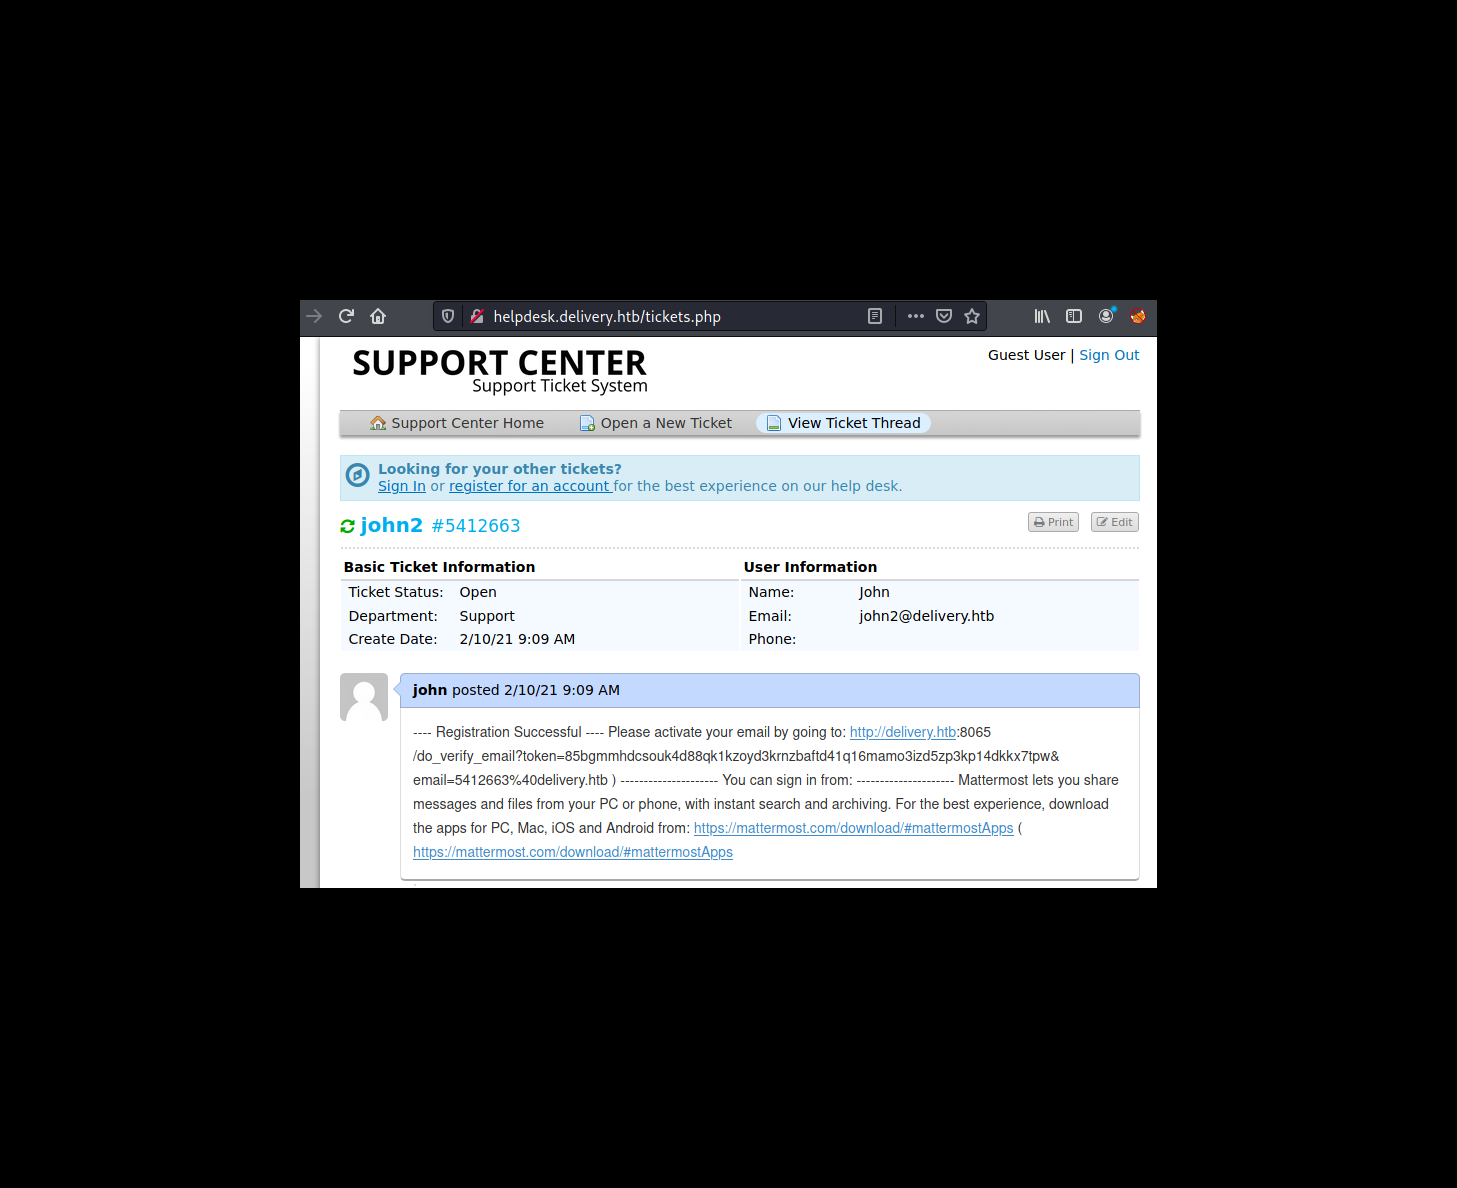 helpdesk.delivery.htb/tickets.php
SUPPORT CENTER
Support Ticket System
Guest User | Sign Out
Support Center Home
Open a New Ticket
View Ticket Thread
Looking for your other tickets?
Sign In or register for an account for the best experience on our help desk.
john2 #5412663
Print
Edit
Basic Ticket Information
Ticket Status: Open
Department: Support
Create Date: 2/10/21 9:09 AM
User Information
Name: John
Email: john2@delivery.htb
Phone:
john posted 2/10/21 9:09 AM
---- Registration Successful ---- Please activate your email by going to: http://delivery.htb:8065
/do_verify_email?token=85bgmmhdcsouk4d88qk1kzoyd3krnzbaftd41q16mamo3izd5zp3kp14dkkx7tpw&
email=5412663%40delivery.htb ) --------------------- You can sign in from: --------------------- Mattermost lets you share
messages and files from your PC or phone, with instant search and archiving. For the best experience, download
the apps for PC, Mac, iOS and Android from: https://mattermost.com/download/#mattermostApps (
https://mattermost.com/download/#mattermostApps